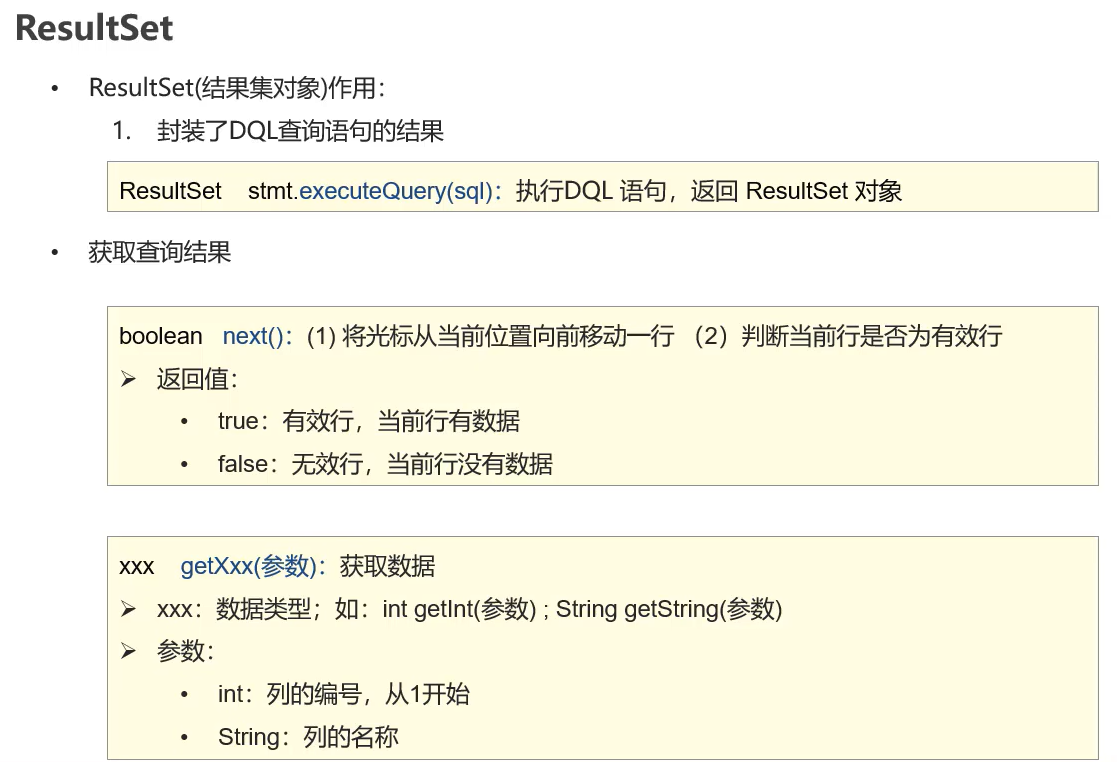 ResultSet
• ResultSet(结果集对象)作用：
1. 封装了DQL查询语句的结果
ResultSet stmt.executeQuery(sql)：执行DQL 语句，返回 ResultSet 对象
• 获取查询结果
boolean next()：(1) 将光标从当前位置向前移动一行 （2）判断当前行是否为有效行
➢ 返回值：
• true：有效行，当前行有数据
• false：无效行，当前行没有数据
xxx getXxx(参数)：获取数据
➢ xxx：数据类型；如：int getInt(参数) ; String getString(参数)
➢ 参数：
• int：列的编号，从1开始
• String：列的名称